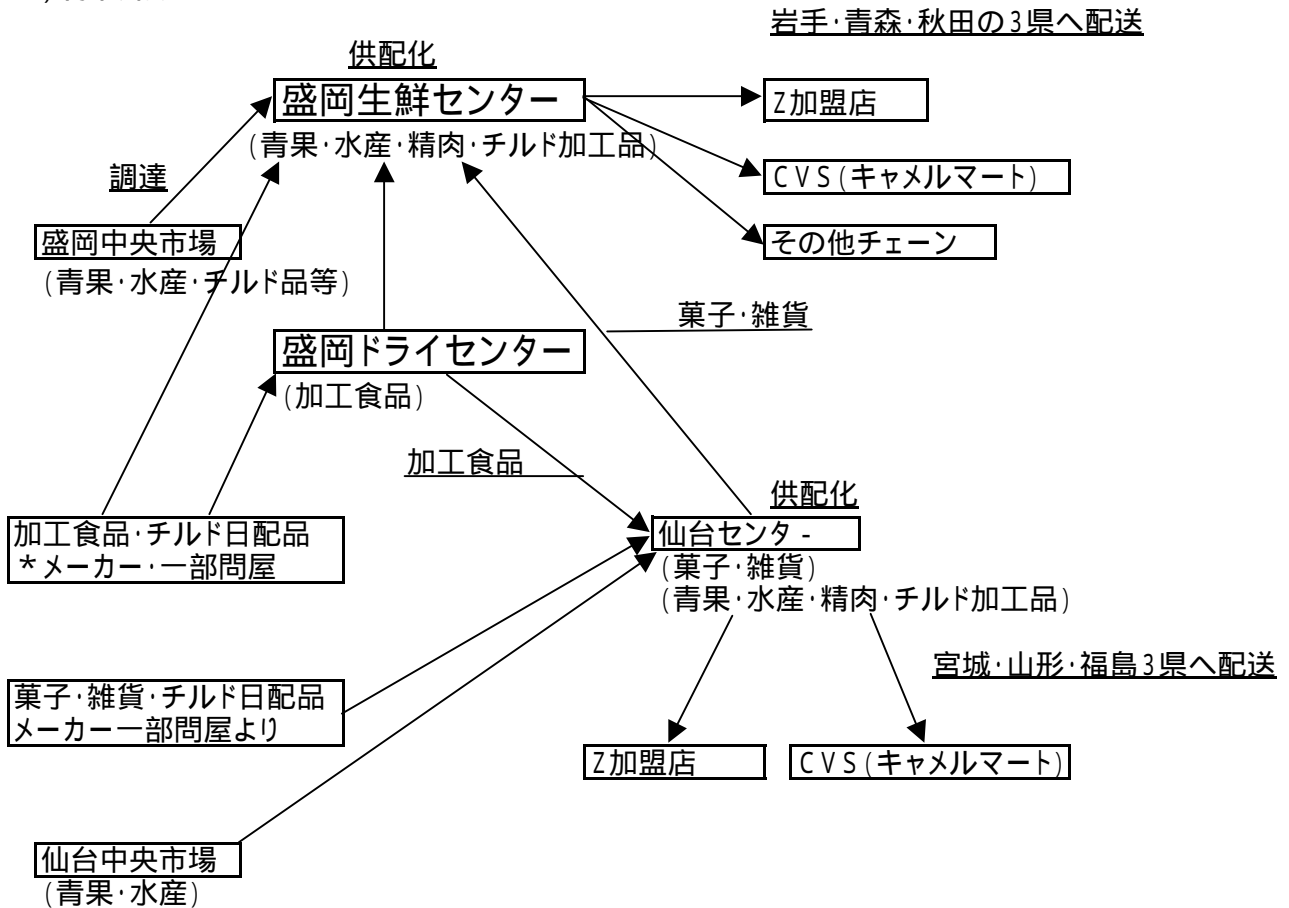 岩手・青森・秋田の3県へ配送
供配化
盛岡生鮮センター
Z加盟店
(青果・水産・精肉・チルド加工品)
調達
CVS(キャメルマート)
盛岡中央市場
その他チェーン
(青果・水産・チルド品等)
菓子・雑貨
盛岡ドライセンター
(加工食品)
加工食品
供配化
加工食品・チルド日配品
*メーカー・一部問屋
仙台センタ-
(菓子・雑貨)
(青果・水産・精肉・チルド加工品)
宮城・山形・福島3県へ配送
菓子・雑貨・チルド日配品
メーカー一部問屋より
Z加盟店
CVS(キャメルマート)
仙台中央市場
(青果・水産)